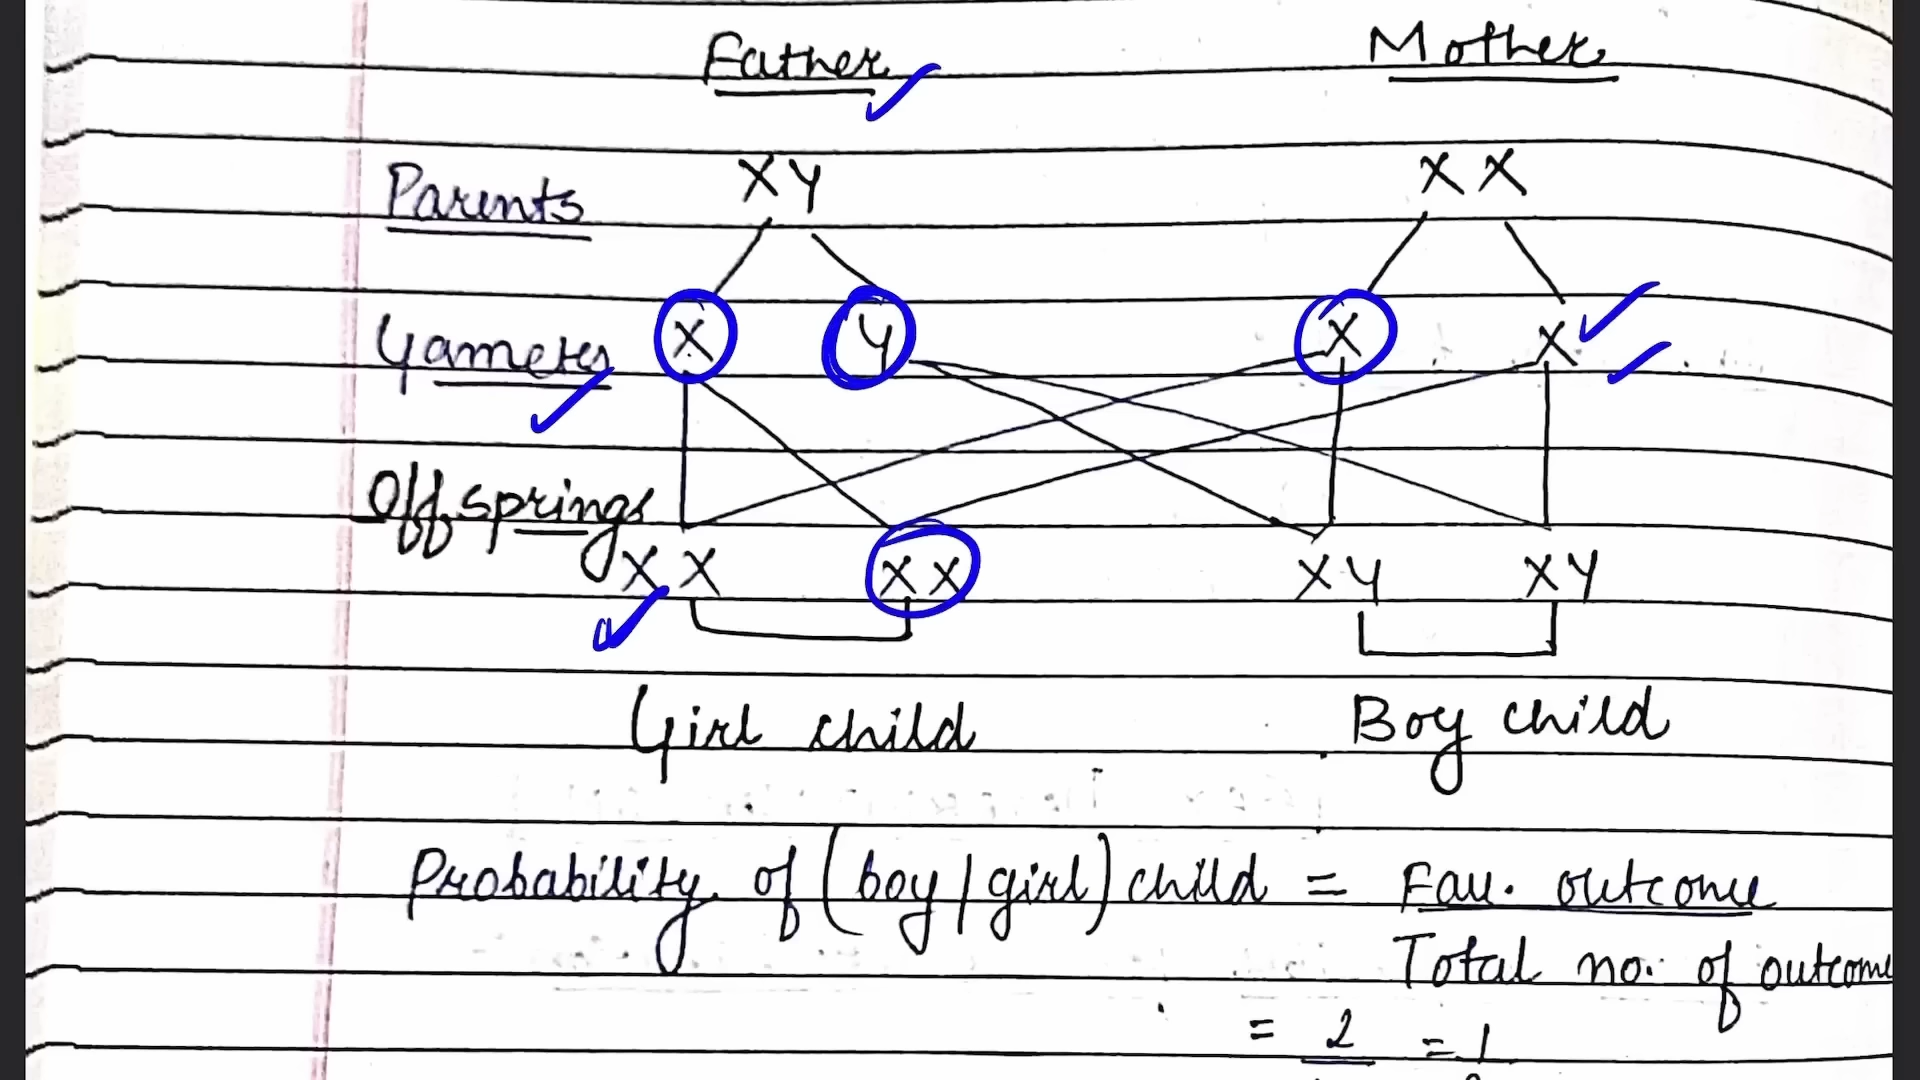 Father Mother
Parents XY XX
Gametes X Y X X
Offsprings
XX XX XY XY
Girl child Boy child
Probability of (boy/girl) child = Fav. outcome
Total no. of outcome
= 2 = 1